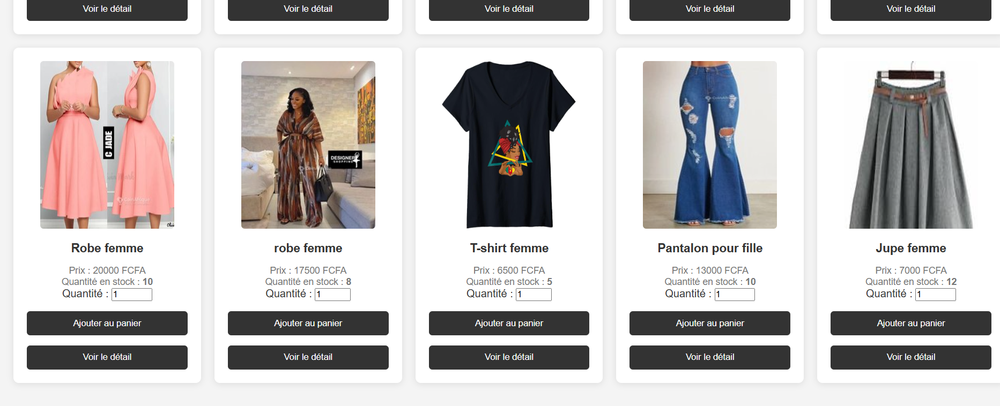 Voir le détail
Voir le détail
Voir le détail
Voir le détail
Voir le détail
C JADE
CoinAfrique
DESIGNER
SHOPPING
CoinAfrique
CoinAfrique
Robe femme
Prix : 20000 FCFA
Quantité en stock : 10
Quantité : 1
Ajouter au panier
Voir le détail
robe femme
Prix : 17500 FCFA
Quantité en stock : 8
Quantité : 1
Ajouter au panier
Voir le détail
T-shirt femme
Prix : 6500 FCFA
Quantité en stock : 5
Quantité : 1
Ajouter au panier
Voir le détail
Pantalon pour fille
Prix : 13000 FCFA
Quantité en stock : 10
Quantité : 1
Ajouter au panier
Voir le détail
Jupe femme
Prix : 7000 FCFA
Quantité en stock : 12
Quantité : 1
Ajouter au panier
Voir le détail